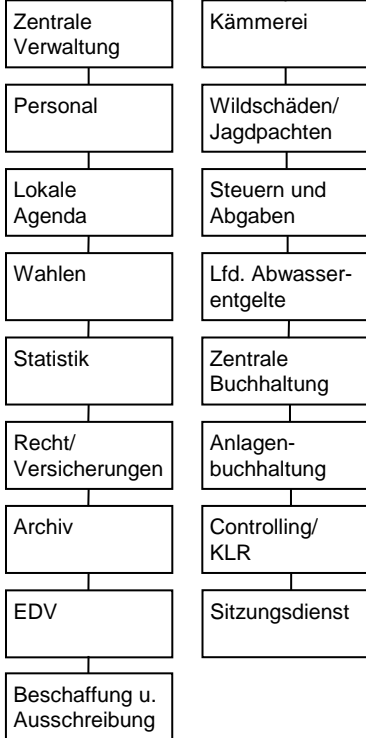 Zentrale
Verwaltung
Personal
Lokale
Agenda
Wahlen
Statistik
Recht/
Versicherungen
Archiv
EDV
Beschaffung u.
Ausschreibung
Kämmerei
Wildschäden/
Jagdpachten
Steuern und
Abgaben
Lfd. Abwasser-
entgelte
Zentrale
Buchhaltung
Anlagen-
buchhaltung
Controlling/
KLR
Sitzungsdienst